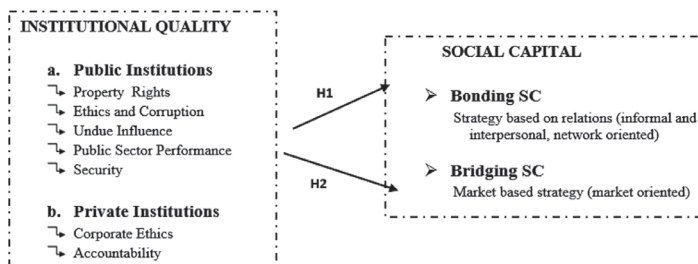 INSTITUTIONAL QUALITY
a. Public Institutions
Property Rights
Ethics and Corruption
Undue Influence
Public Sector Performance
Security
b. Private Institutions
Corporate Ethics
Accountability
H1
H2
SOCIAL CAPITAL
Bonding SC
Strategy based on relations (informal and
interpersonal, network oriented)
Bridging SC
Market based strategy (market oriented)